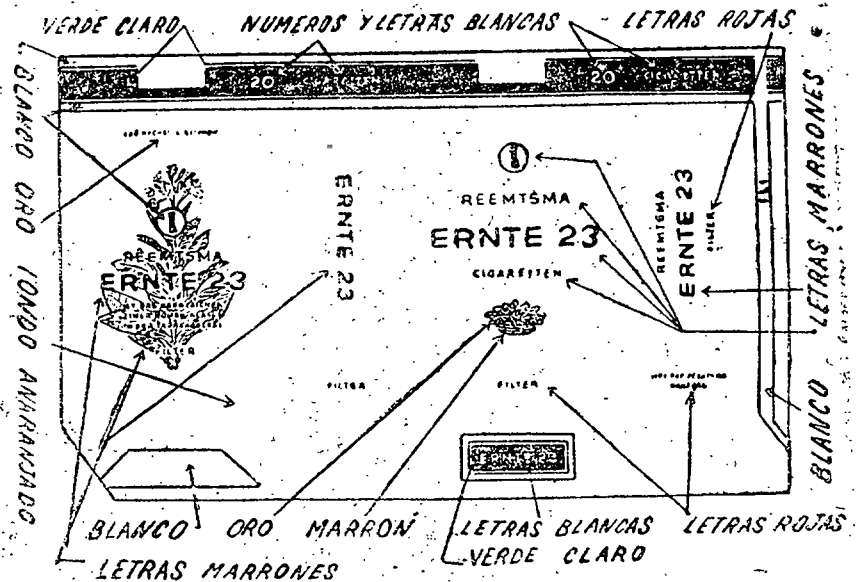 VERDE CLARO NUMEROS Y LETRAS BLANCAS LETRAS ROJAS
BLANCO ORO FONDO ANARANJADO
20
20
REEMTSMA
ERNTE 23
FILTER
ERNTE 23
FILTER
REEMTSMA
ERNTE 23
CIGARETTEN
FILTER
REEMTSMA
ERNTE 23
FILTER
LETRAS MARRONES
BLANCO
BLANCO ORO MARRON LETRAS BLANCAS LETRAS ROJAS
VERDE CLARO
LETRAS MARRONES